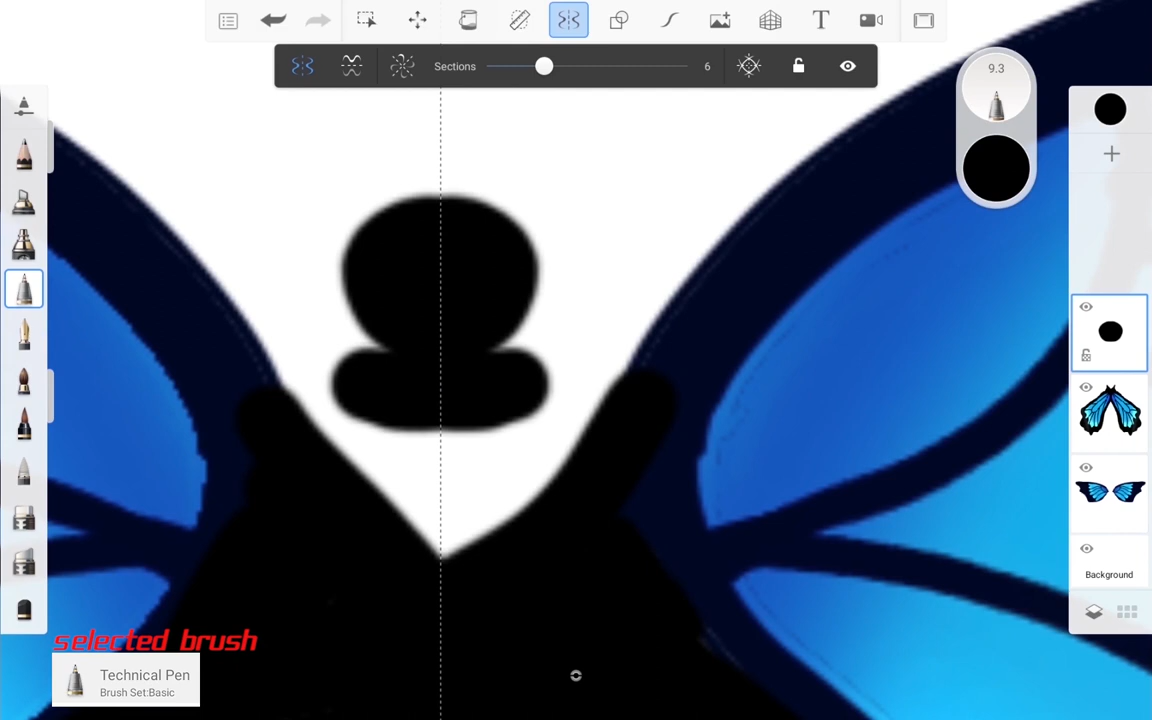 Sections 6
9.3
Background
selected brush
Technical Pen
Brush Set:Basic